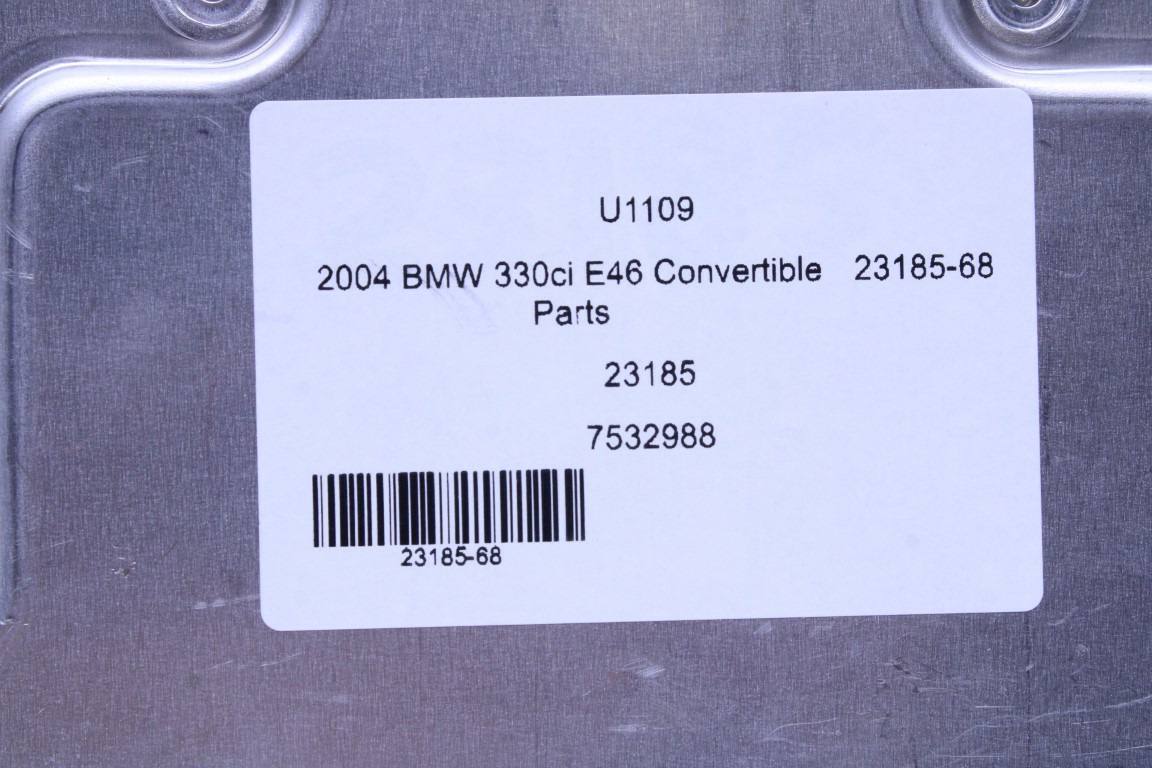 U1109
2004 BMW 330ci E46 Convertible 23185-68
Parts
23185
7532988
23185-68